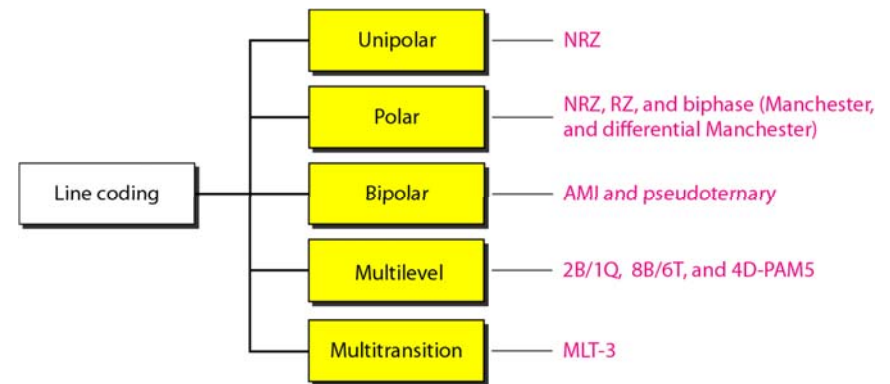 Unipolar
NRZ
Polar
NRZ, RZ, and biphase (Manchester,
and differential Manchester)
Line coding
Bipolar
AMI and pseudoternary
Multilevel
2B/1Q, 8B/6T, and 4D-PAM5
Multitransition
MLT-3